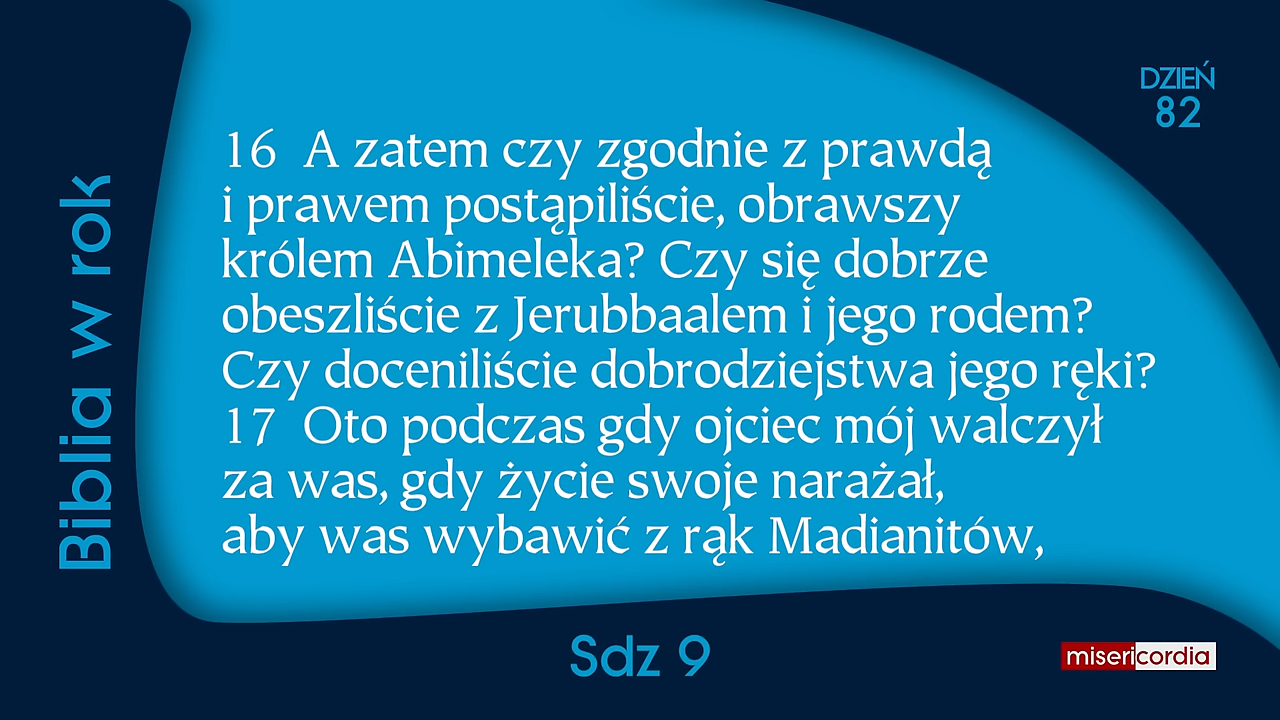 DZIEŃ
82
Biblia w rok
16 A zatem czy zgodnie z prawdą
i prawem postąpiliście, obrawszy
królem Abimeleka? Czy się dobrze
obeszliście z Jerubbaalem i jego rodem?
Czy doceniliście dobrodziejstwa jego ręki?
17 Oto podczas gdy ojciec mój walczył
za was, gdy życie swoje narażał,
aby was wybawić z rąk Madianitów,
Sdz 9
misericordia